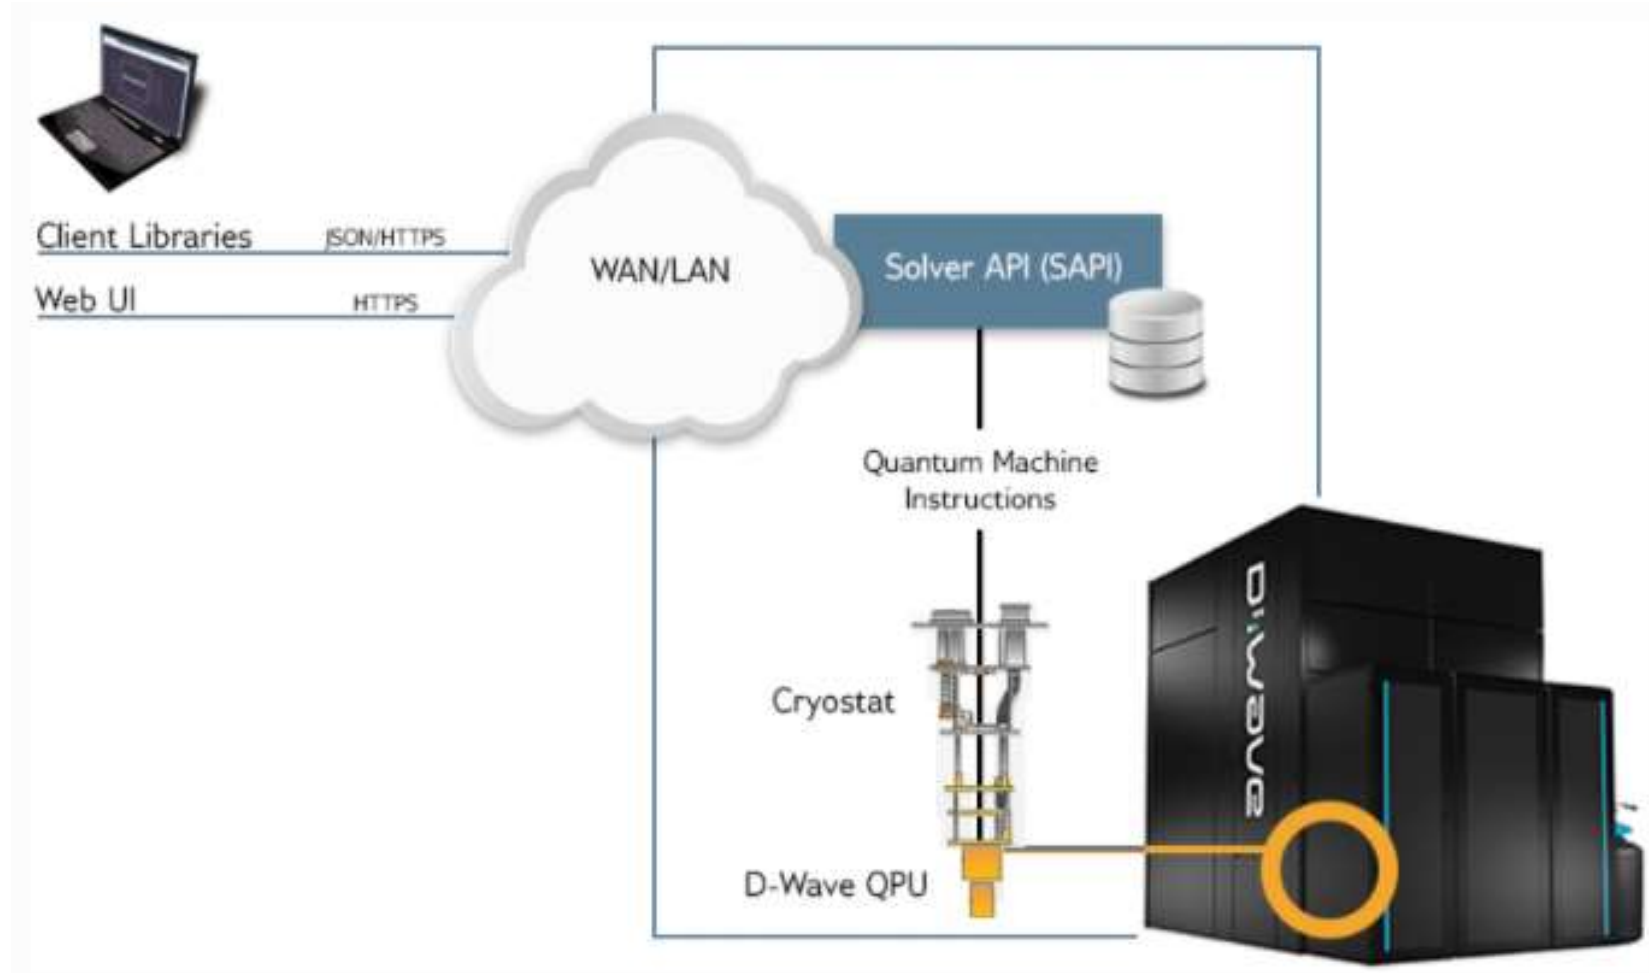 Client Libraries JSON/HTTPS
Web UI HTTPS
WAN/LAN
Solver API (SAPI)
Quantum Machine
Instructions
Cryostat
D-Wave QPU
D:Wave